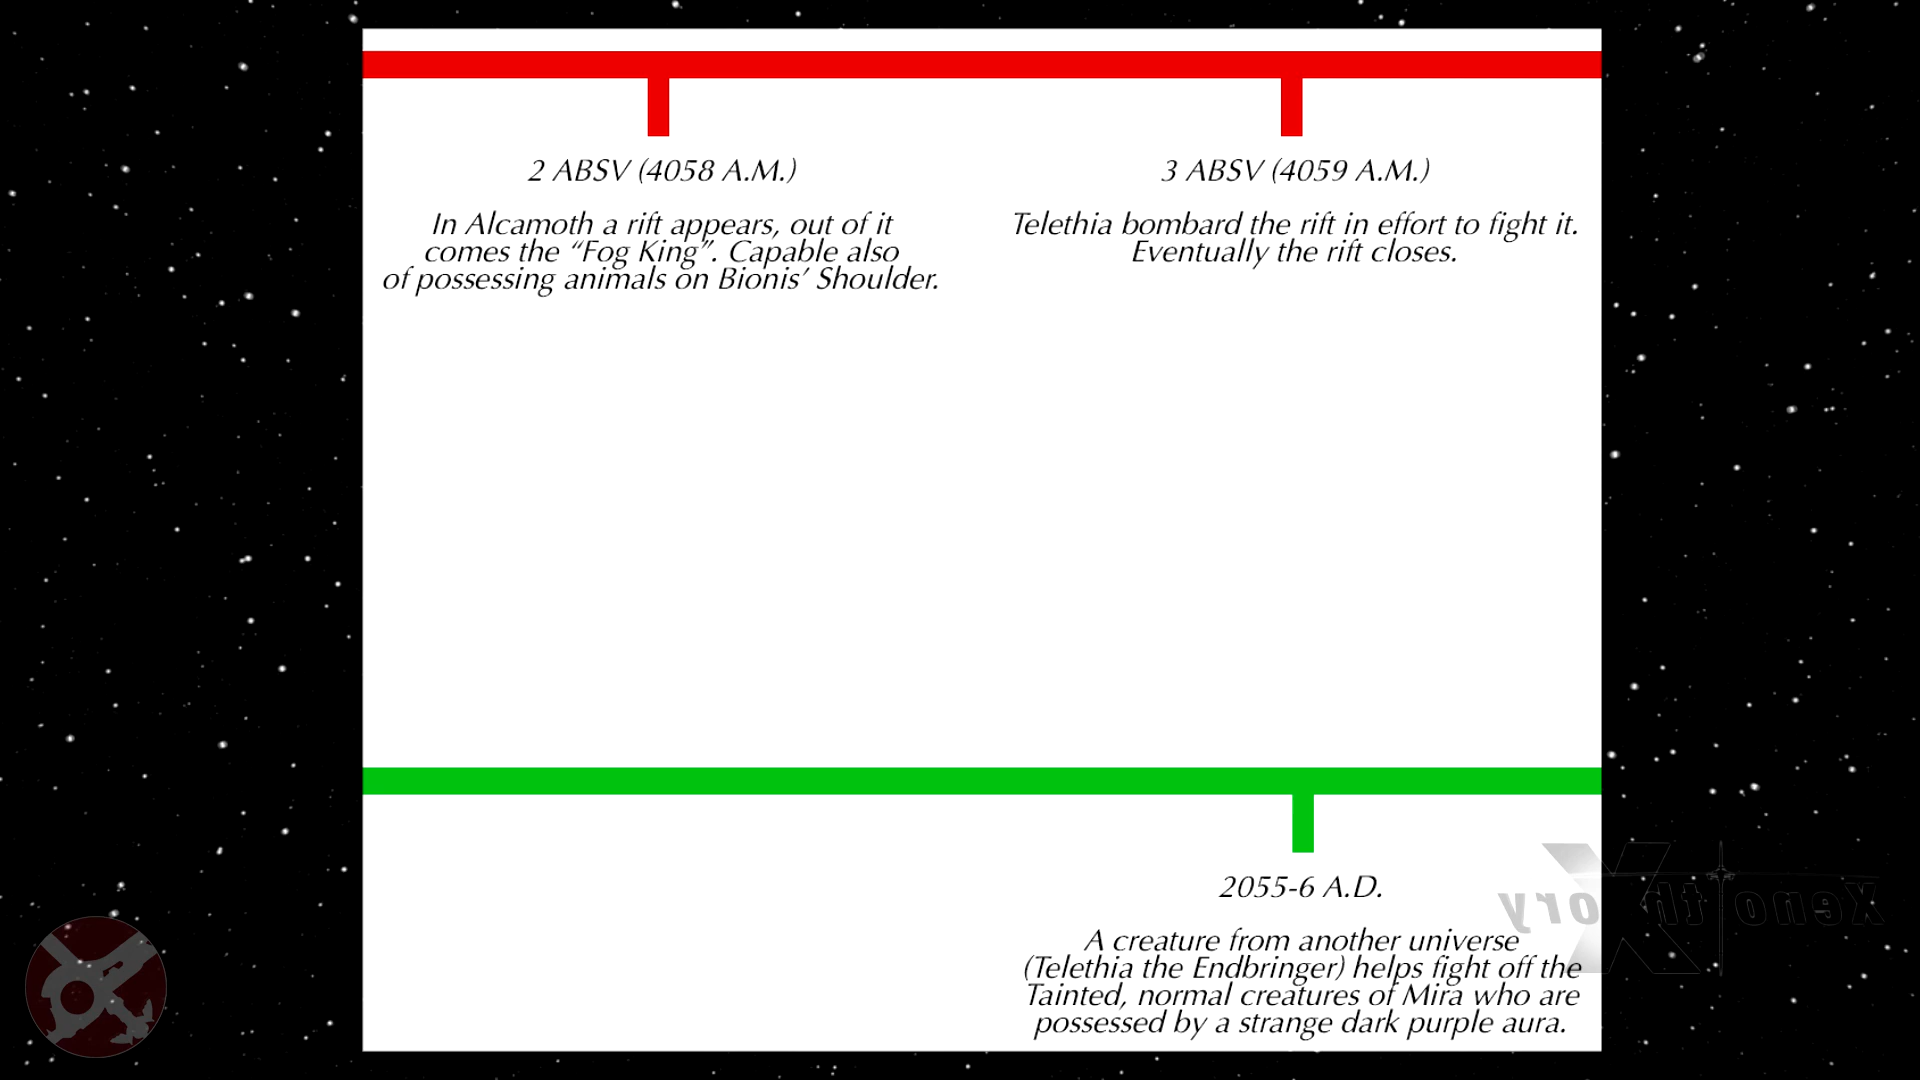 2 ABSV (4058 A.M.)
In Alcamoth a rift appears, out of it
comes the “Fog King”. Capable also
of possessing animals on Bionis’ Shoulder.
3 ABSV (4059 A.M.)
Telethia bombard the rift in effort to fight it.
Eventually the rift closes.
2055-6 A.D.
A creature from another universe
(Telethia the Endbringer) helps fight off the
Tainted, normal creatures of Mira who are
possessed by a strange dark purple aura.
Xeno th X ory